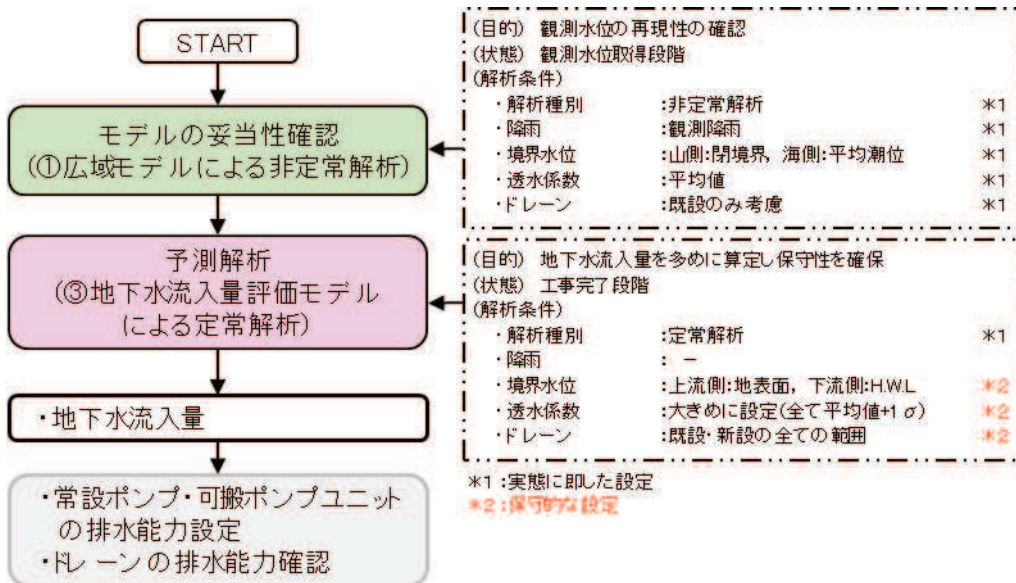 START
モデルの妥当性確認
(①広域モデルによる非定常解析)
予測解析
(③地下水流入量評価モデル
による定常解析)
・地下水流入量
・常設ポンプ・可搬ポンプユニット
の排水能力設定
・ドレーンの排水能力確認
(目的) 観測水位の再現性の確認
(状態) 観測水位取得段階
(解析条件)
・解析種別 :非定常解析 *1
・降雨 :観測降雨 *1
・境界水位 :山側:閉境界, 海側:平均潮位 *1
・透水係数 :平均値 *1
・ドレーン :既設のみ考慮 *1
(目的) 地下水流入量を多めに算定し保守性を確保
(状態) 工事完了段階
(解析条件)
・解析種別 :定常解析 *1
・降雨 : -
・境界水位 :上流側:地表面, 下流側:H.W.L *2
・透水係数 :大きめに設定(全て平均値+1σ) *2
・ドレーン :既設・新設の全ての範囲 *2
*1:実態に即した設定
*2:保守的な設定